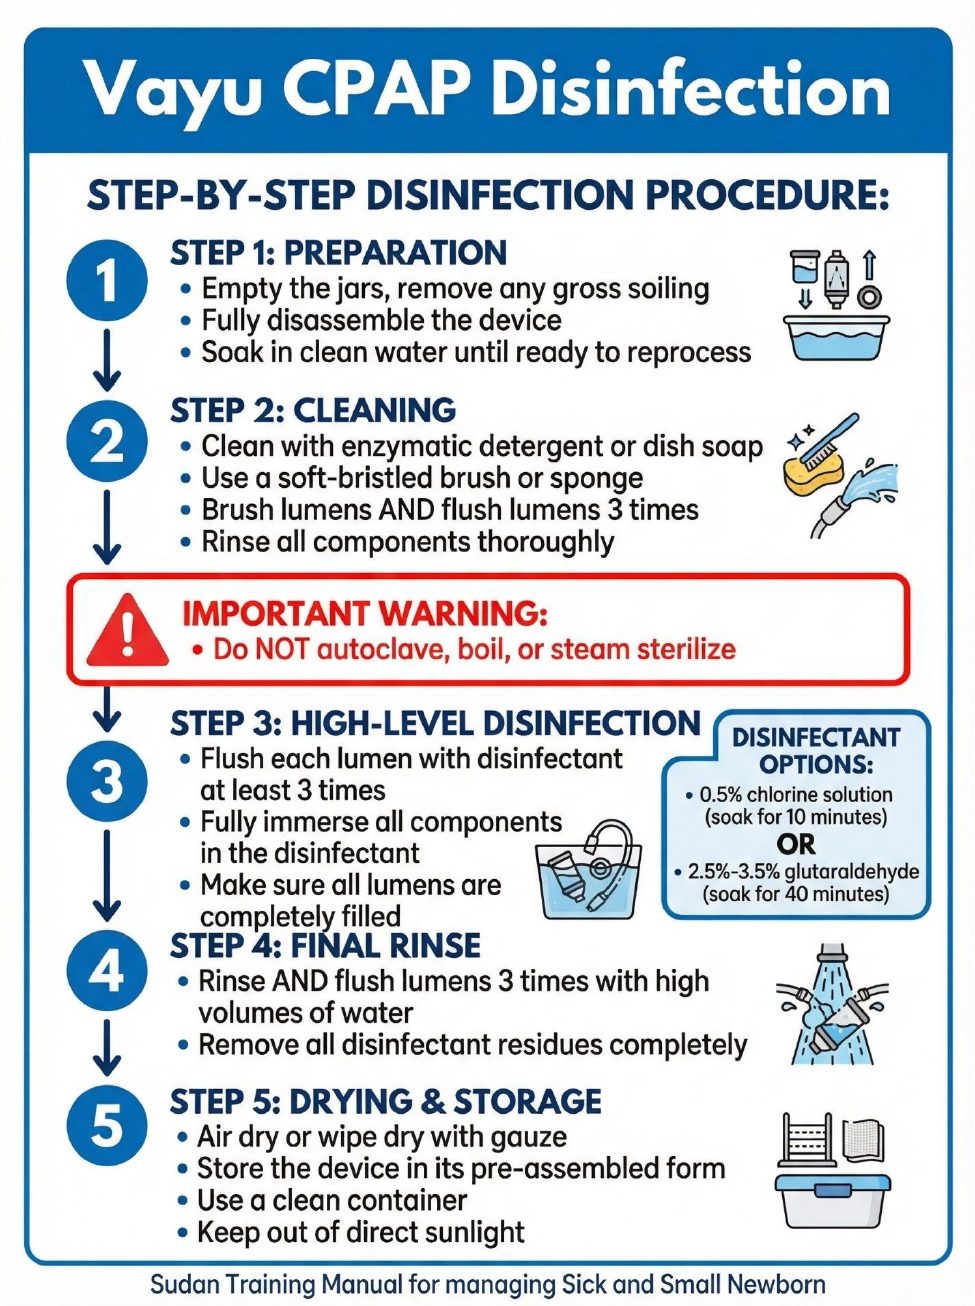 Vayu CPAP Disinfection
STEP-BY-STEP DISINFECTION PROCEDURE:
1
STEP 1: PREPARATION
• Empty the jars, remove any gross soiling
• Fully disassemble the device
• Soak in clean water until ready to reprocess
2
STEP 2: CLEANING
• Clean with enzymatic detergent or dish soap
• Use a soft-bristled brush or sponge
• Brush lumens AND flush lumens 3 times
• Rinse all components thoroughly
!
IMPORTANT WARNING:
• Do NOT autoclave, boil, or steam sterilize
3
STEP 3: HIGH-LEVEL DISINFECTION
• Flush each lumen with disinfectant
at least 3 times
• Fully immerse all components
in the disinfectant
• Make sure all lumens are
completely filled
DISINFECTANT
OPTIONS:
• 0.5% chlorine solution
(soak for 10 minutes)
OR
• 2.5%-3.5% glutaraldehyde
(soak for 40 minutes)
4
STEP 4: FINAL RINSE
• Rinse AND flush lumens 3 times with high
volumes of water
• Remove all disinfectant residues completely
5
STEP 5: DRYING & STORAGE
• Air dry or wipe dry with gauze
• Store the device in its pre-assembled form
• Use a clean container
• Keep out of direct sunlight
Sudan Training Manual for managing Sick and Small Newborn